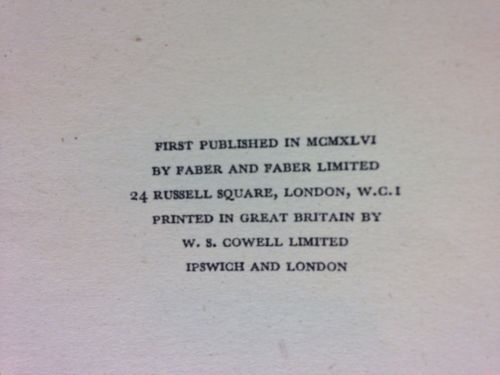 FIRST PUBLISHED IN MCMXLVI
BY FABER AND FABER LIMITED
24 RUSSELL SQUARE, LONDON, W.C.I
PRINTED IN GREAT BRITAIN BY
W. S. COWELL LIMITED
IPSWICH AND LONDON